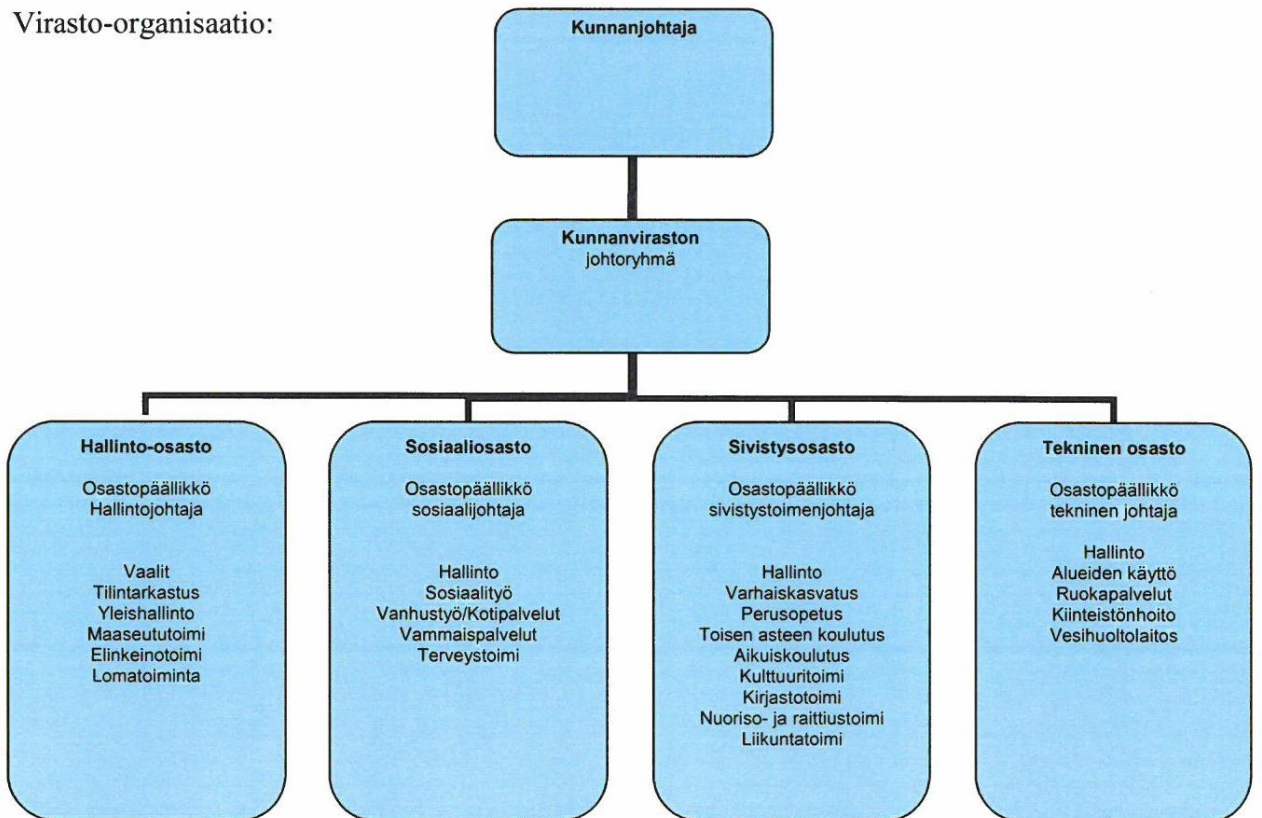 Virasto-organisaatio:
Kunnanjohtaja
Kunnanviraston
johtoryhmä
Hallinto-osasto
Osastopäällikkö
Hallintojohtaja
Vaalit
Tilintarkastus
Yleishallinto
Maaseututoimi
Elinkeinotoimi
Lomatoiminta
Sosiaaliosasto
Osastopäällikkö
sosiaalijohtaja
Hallinto
Sosiaalityö
Vanhustyö/Kotipalvelut
Vammaispalvelut
Terveystoimi
Sivistysosasto
Osastopäällikkö
sivistystoimenjohtaja
Hallinto
Varhaiskasvatus
Perusopetus
Toisen asteen koulutus
Aikuiskoulutus
Kulttuuritoimi
Kirjastotoimi
Nuoriso- ja raittiustoimi
Liikuntatoimi
Tekninen osasto
Osastopäällikkö
tekninen johtaja
Hallinto
Alueiden käyttö
Ruokapalvelut
Kiinteistönhoito
Vesihuoltolaitos